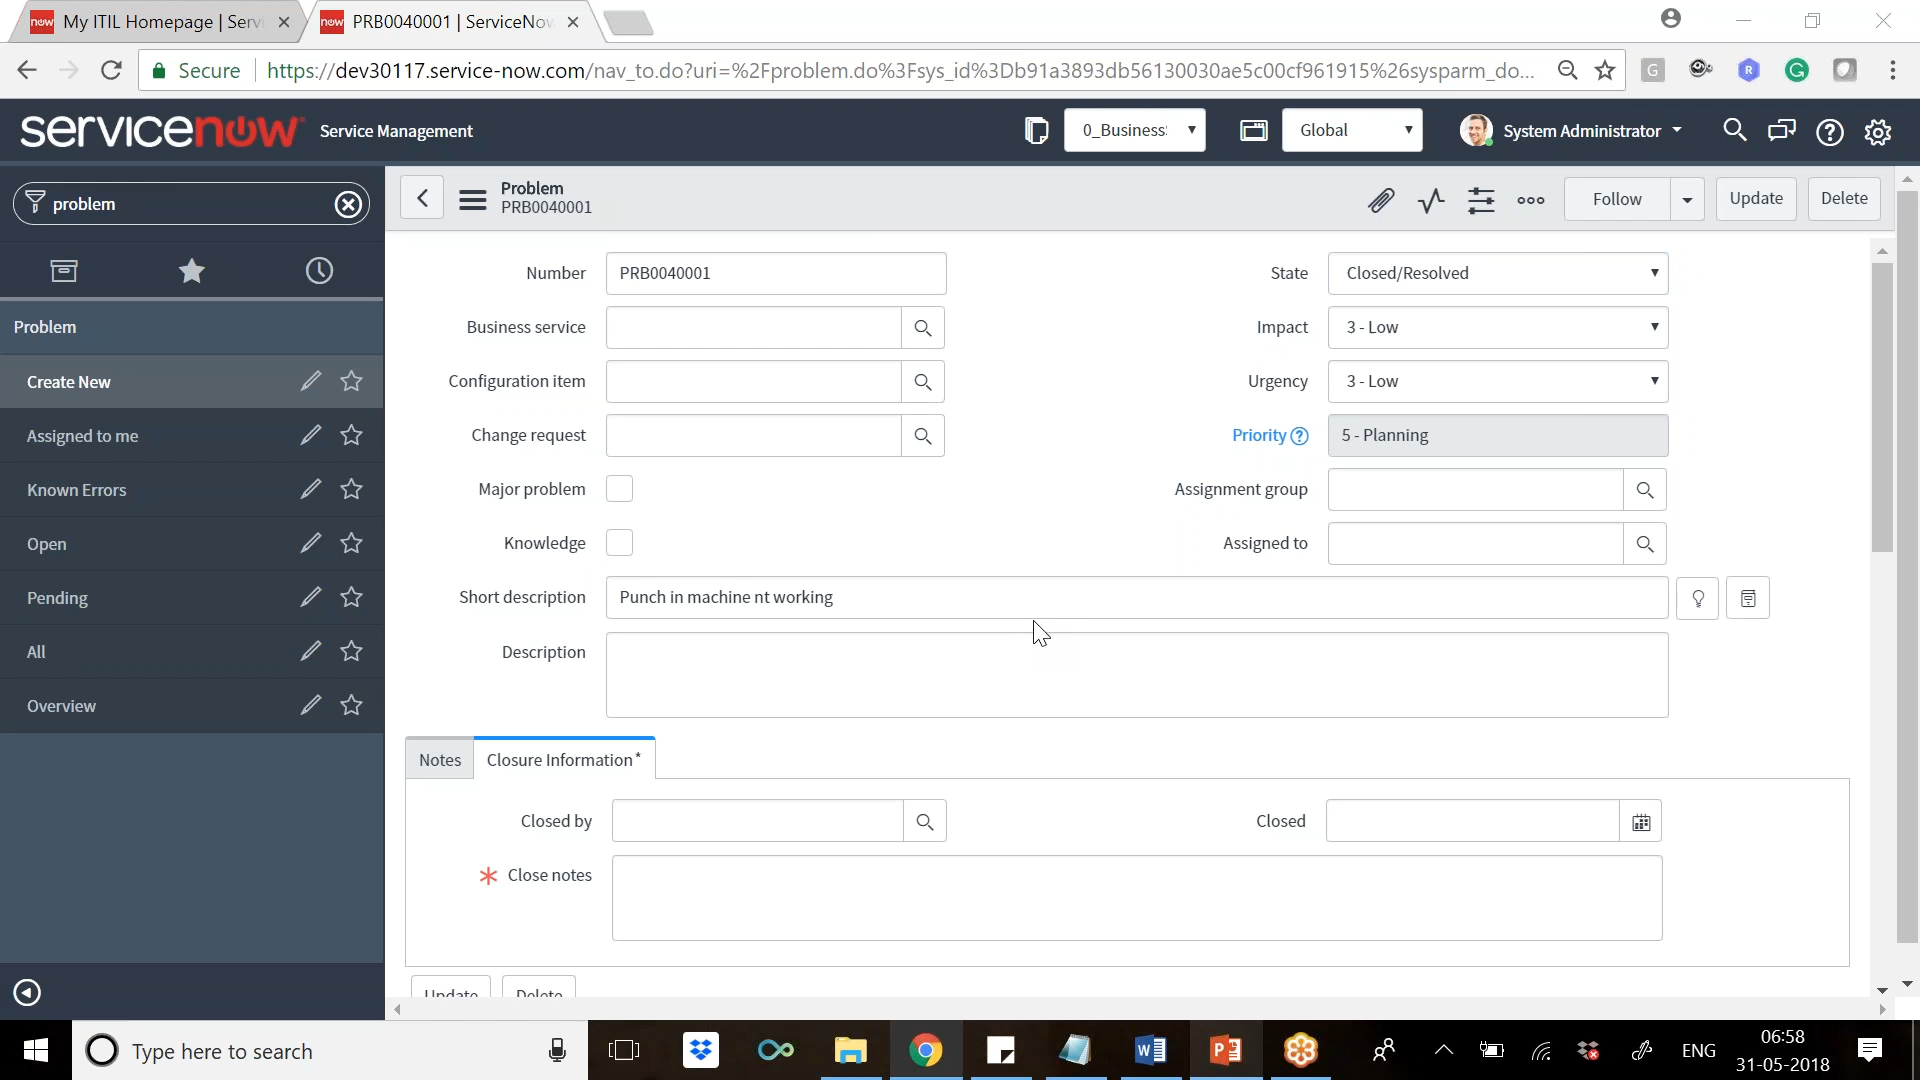 My ITIL Homepage | Servi
PRB0040001 | ServiceNow
Secure
https://dev30117.service-now.com/nav_to.do?uri=%2Fproblem.do%3Fsys_id%3Db91a3893db56130030ae5c00cf961915%26sysparm_do...
servicenow
Service Management
0_Business
Global
System Administrator
problem
Problem
PRB0040001
Follow
Update
Delete
Problem
Create New
Assigned to me
Known Errors
Open
Pending
All
Overview
Number
PRB0040001
State
Closed/Resolved
Business service
Impact
3 - Low
Configuration item
Urgency
3 - Low
Change request
Priority
5 - Planning
Major problem
Assignment group
Knowledge
Assigned to
Short description
Punch in machine nt working
Description
Notes
Closure Information*
Closed by
Closed
Close notes
Update
Delete
Type here to search
ENG
06:58
31-05-2018